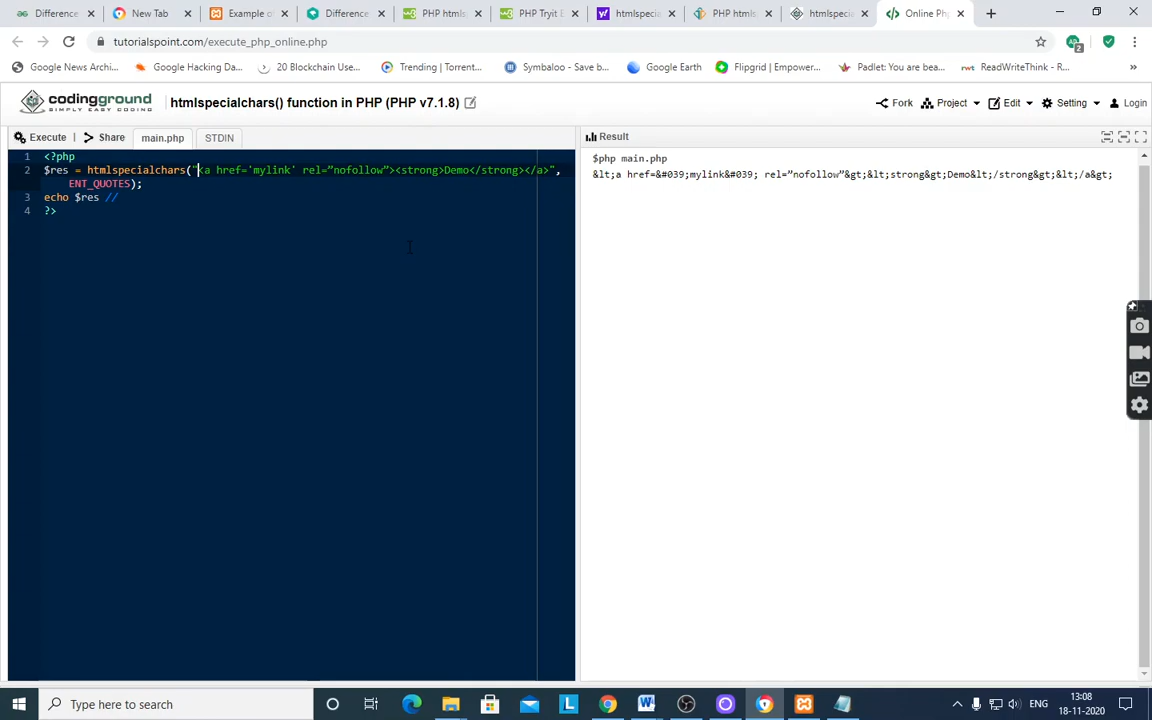 Difference
New Tab
Example o
Difference
PHP htmls
PHP Tryit E
htmlspecia
PHP htmls
htmlspecia
Online Ph
tutorialspoint.com/execute_php_online.php
2
Google News Archi...
Google Hacking Da...
20 Blockchain Use...
Trending | Torrent...
Symbaloo - Save b...
Google Earth
Flipgrid | Empower...
Padlet: You are bea...
rwt ReadWriteThink - R...
»
codingground
SIMPLY EASY CODING
htmlspecialchars() function in PHP (PHP v7.1.8)
Fork
Project
Edit
Setting
Login
Execute |
Share
main.php
STDIN
Result
1 <?php
2 $res = htmlspecialchars("<a href='mylink' rel=”nofollow”><strong>Demo</strong></a>",
ENT_QUOTES);
3 echo $res //
4 ?>
$php main.php
&lt;a href=&#039;mylink&#039; rel=”nofollow”&gt;&lt;strong&gt;Demo&lt;/strong&gt;&lt;/a&gt;
Type here to search
ENG
13:08
18-11-2020